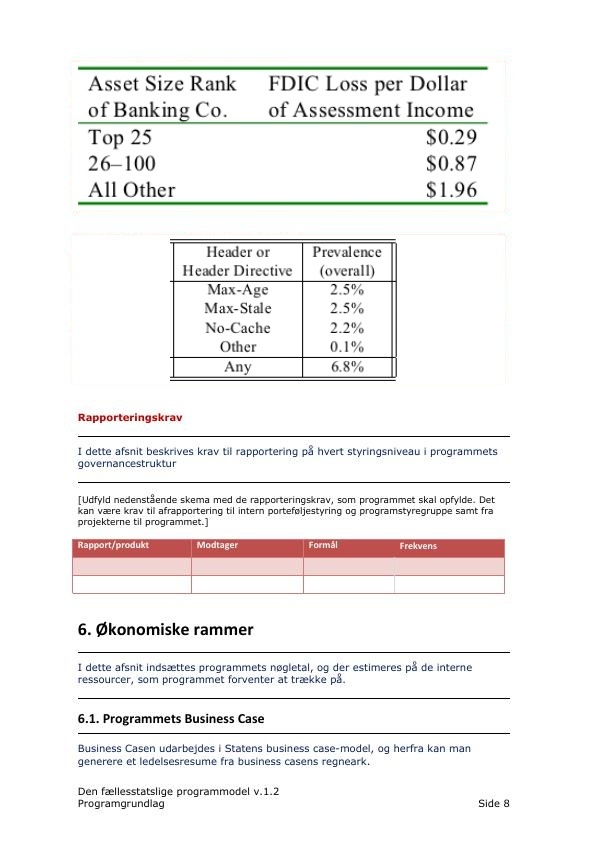 Asset Size Rank FDIC Loss per Dollar
of Banking Co. of Assessment Income
Top 25 $0.29
26–100 $0.87
All Other $1.96
Header or Prevalence
Header Directive (overall)
Max-Age 2.5%
Max-Stale 2.5%
No-Cache 2.2%
Other 0.1%
Any 6.8%
Rapporteringskrav
I dette afsnit beskrives krav til rapportering på hvert styringsniveau i programmets
governancestruktur
[Udfyld nedenstående skema med de rapporteringskrav, som programmet skal opfylde. Det
kan være krav til afrapportering til intern porteføljestyring og programstyregruppe samt fra
projekterne til programmet.]
Rapport/produkt Modtager Formål Frekvens
6. Økonomiske rammer
I dette afsnit indsættes programmets nøgletal, og der estimeres på de interne
ressourcer, som programmet forventer at trække på.
6.1. Programmets Business Case
Business Casen udarbejdes i Statens business case-model, og herfra kan man
generere et ledelsesresume fra business casens regneark.
Den fællesstatslige programmodel v.1.2
Programgrundlag Side 8